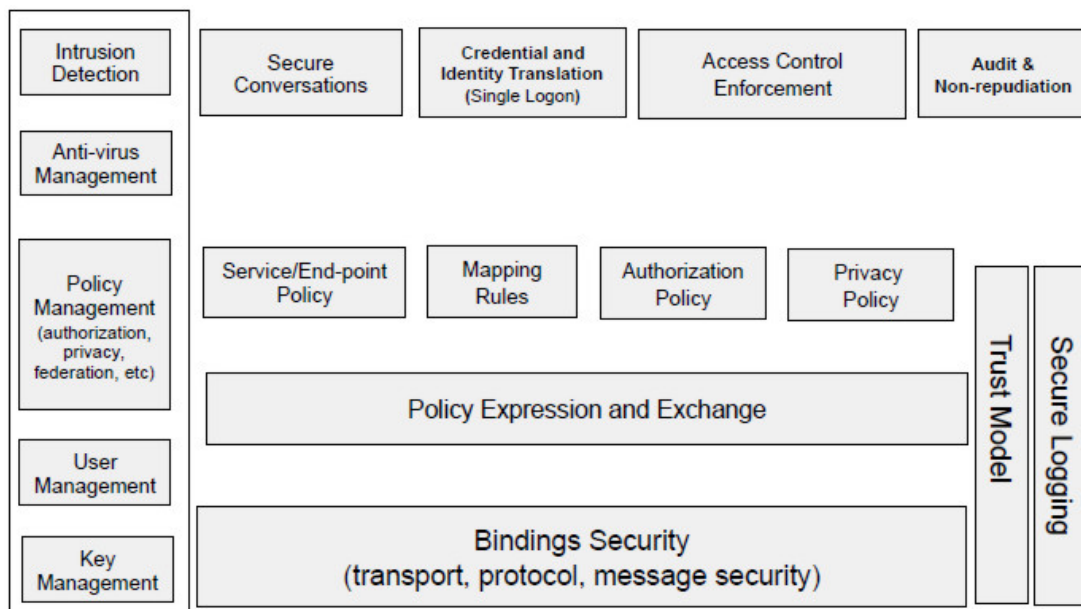 Intrusion
Detection
Anti-virus
Management
Policy
Management
(authorization,
privacy,
federation, etc)
User
Management
Key
Management
Secure
Conversations
Credential and
Identity Translation
(Single Logon)
Access Control
Enforcement
Audit &
Non-repudiation
Service/End-point
Policy
Mapping
Rules
Authorization
Policy
Privacy
Policy
Policy Expression and Exchange
Bindings Security
(transport, protocol, message security)
Trust Model
Secure Logging